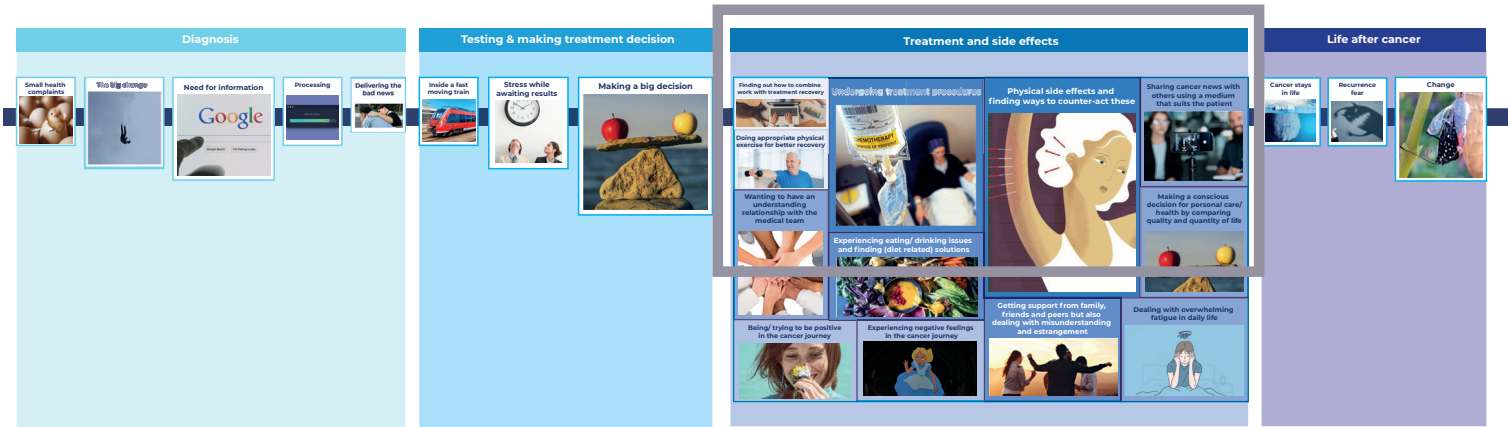 Diagnosis
Small health
complaints
The big change
Need for information
Google
Processing
Delivering the
bad news
Testing & making treatment decision
Inside a fast
moving train
Stress while
awaiting results
Making a big decision
Treatment and side effects
Finding out how to combine
work with treatment recovery
Doing appropriate physical
exercise for better recovery
Wanting to have an
understanding
relationship with the
medical team
Undergoing treatment procedures
CHEMOTHERAPY
Experiencing eating/ drinking issues
and finding (diet related) solutions
Physical side effects and
finding ways to counter-act these
Sharing cancer news with
others using a medium
that suits the patient
Making a conscious
decision for personal care/
health by comparing
quality and quantity of life
Being/ trying to be positive
in the cancer journey
Experiencing negative feelings
in the cancer journey
Getting support from family,
friends and peers but also
dealing with misunderstanding
and estrangement
Dealing with overwhelming
fatigue in daily life
Life after cancer
Cancer stays
in life
Recurrence
fear
Change